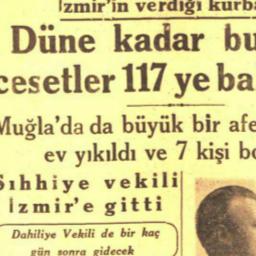 İzmir'in verdiği kurba
Düne kadar bu
cesetler 117 ye ba
Muğla'da da büyük bir afe
ev yıkıldı ve 7 kişi bo
Sıhhiye vekili
İzmir'e gitti
Dahiliye Vekili de bir kaç
gün sonra gidecek